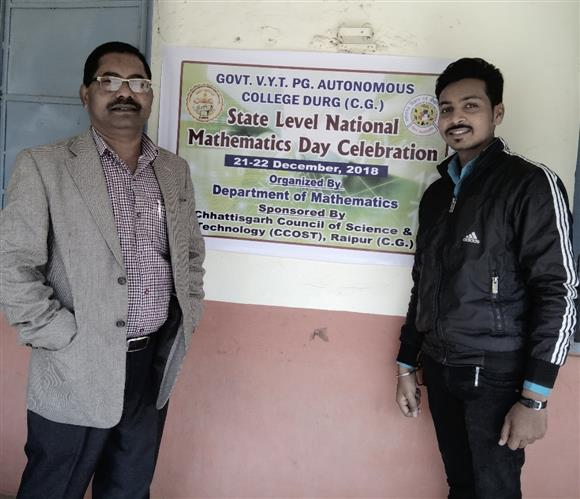 GOVT. V.Y.T. PG. AUTONOMOUS
COLLEGE DURG (C.G.)
State Level National
Mathematics Day Celebration
21-22 December, 2018
Organized By
Department of Mathematics
Sponsored By
Chhattisgarh Council of Science &
Technology (CCOST), Raipur (C.G.)
adidas